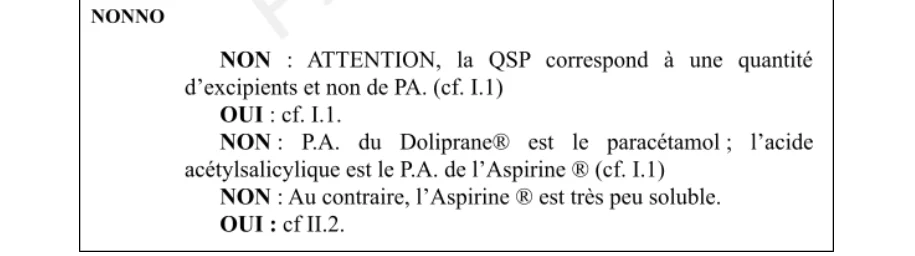 NONNO
NON : ATTENTION, la QSP correspond à une quantité
d’excipients et non de PA. (cf. I.1)
OUI : cf. I.1.
NON : P.A. du Doliprane® est le paracétamol ; l’acide
acétylsalicylique est le P.A. de l’Aspirine ® (cf. I.1)
NON : Au contraire, l’Aspirine ® est très peu soluble.
OUI : cf II.2.